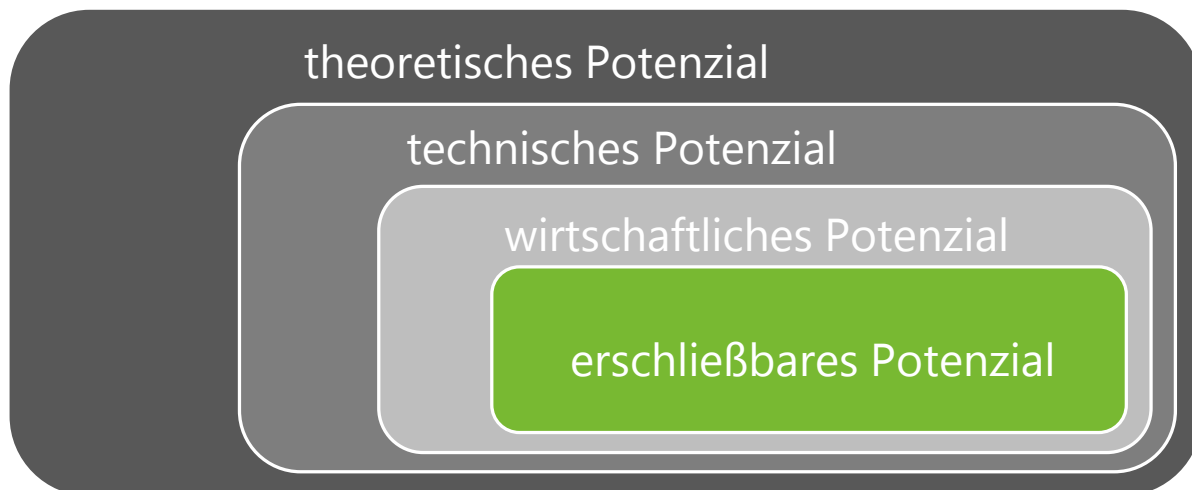 theoretisches Potenzial
technisches Potenzial
wirtschaftliches Potenzial
erschließbares Potenzial